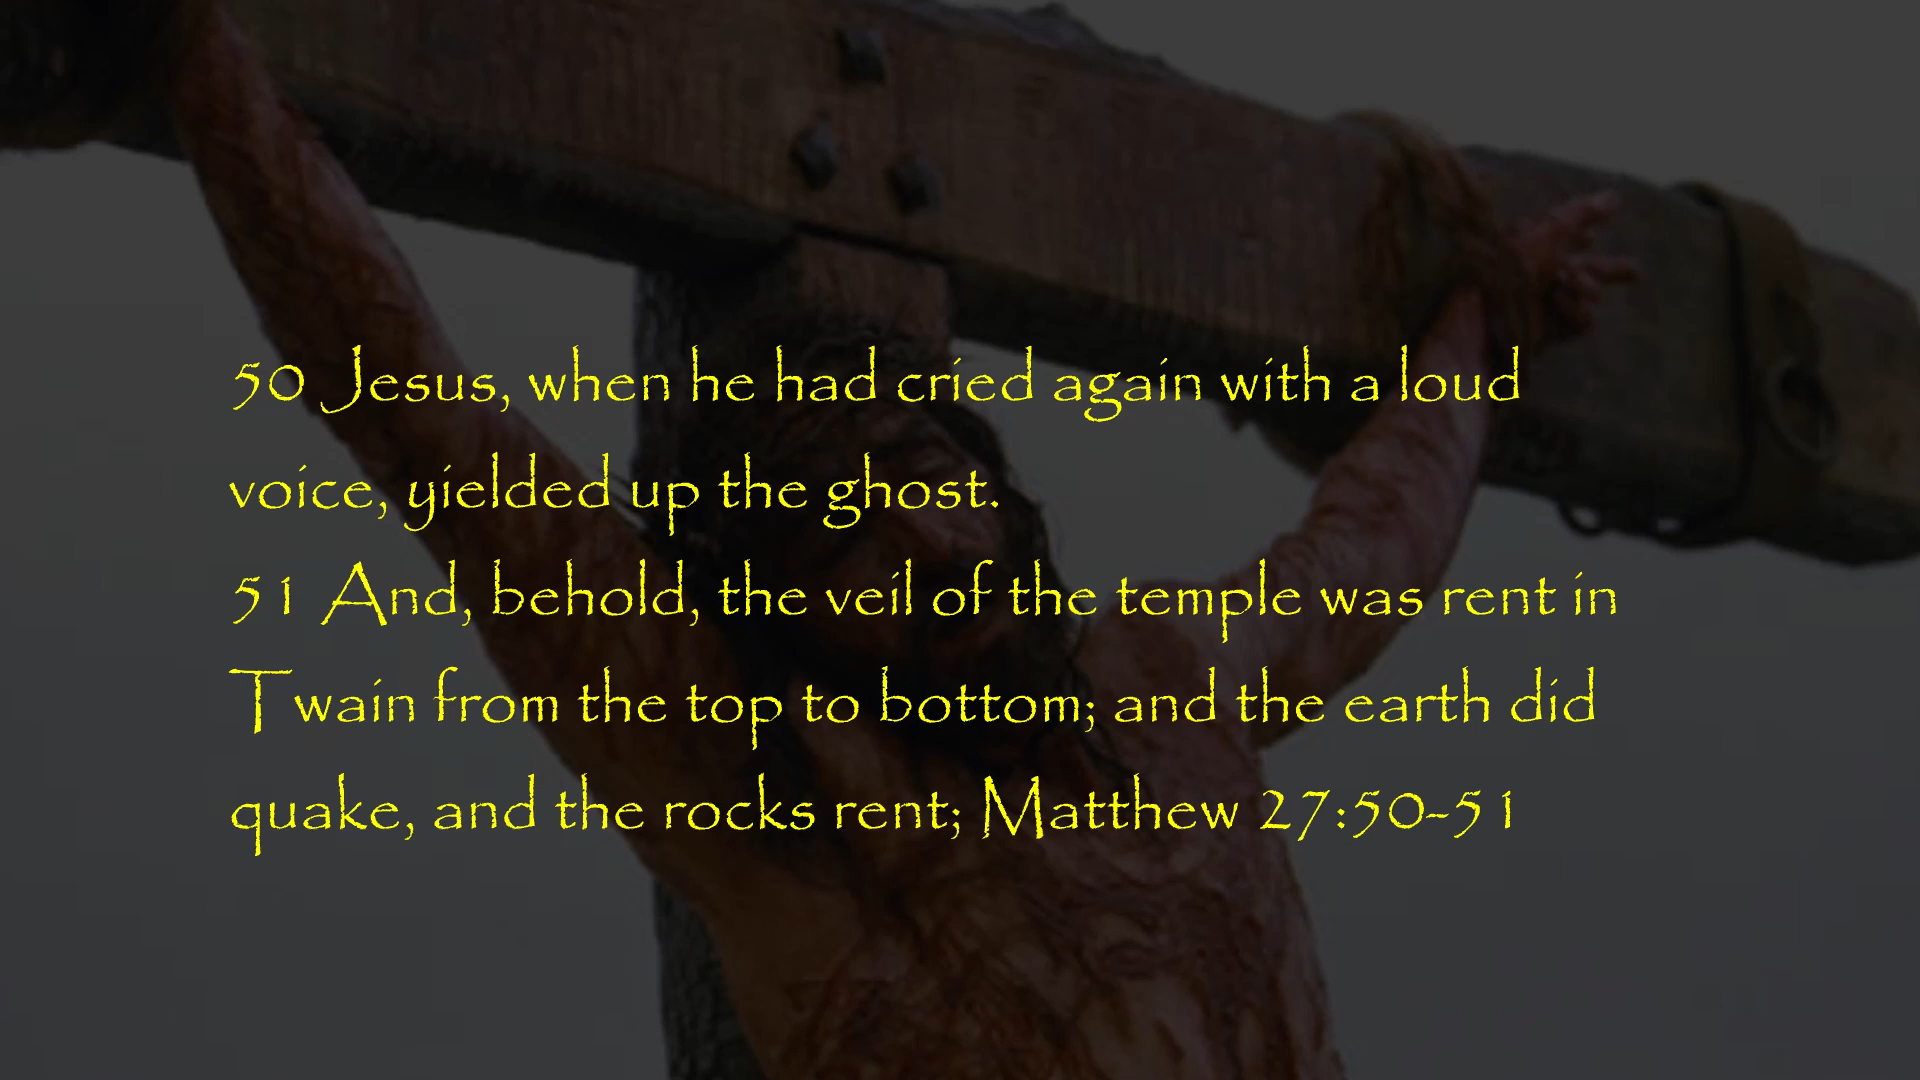 50 Jesus, when he had cried again with a loud
voice, yielded up the ghost.
51 And, behold, the veil of the temple was rent in
Twain from the top to bottom; and the earth did
quake, and the rocks rent; Matthew 27:50-51